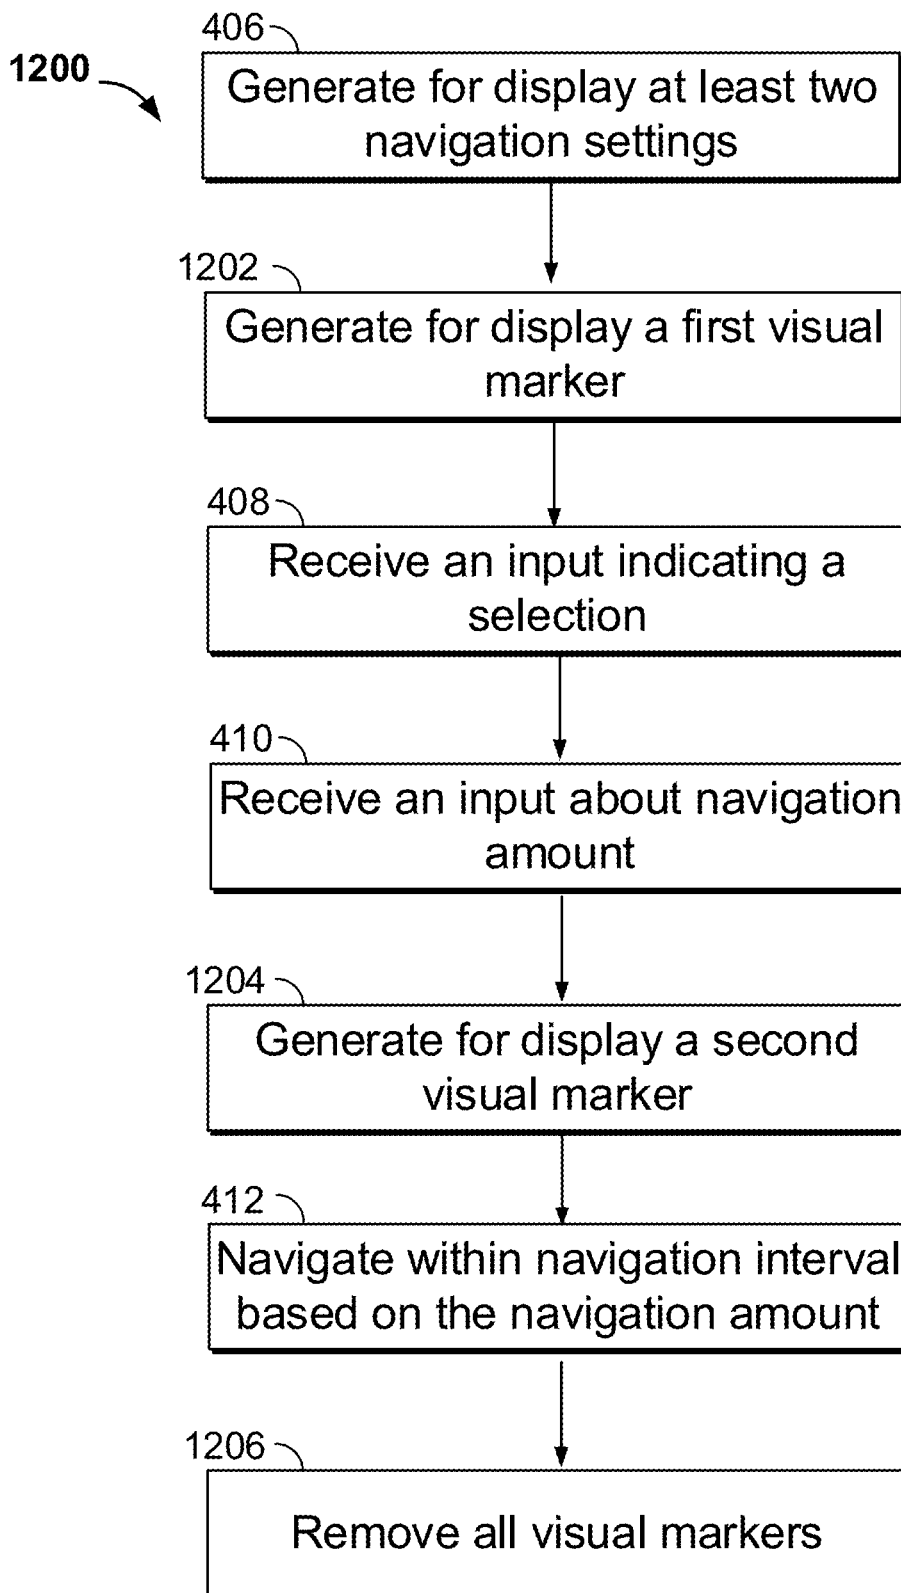 1200
406
Generate for display at least two
navigation settings
1202
Generate for display a first visual
marker
408
Receive an input indicating a
selection
410
Receive an input about navigation
amount
1204
Generate for display a second
visual marker
412
Navigate within navigation interval
based on the navigation amount
1206
Remove all visual markers